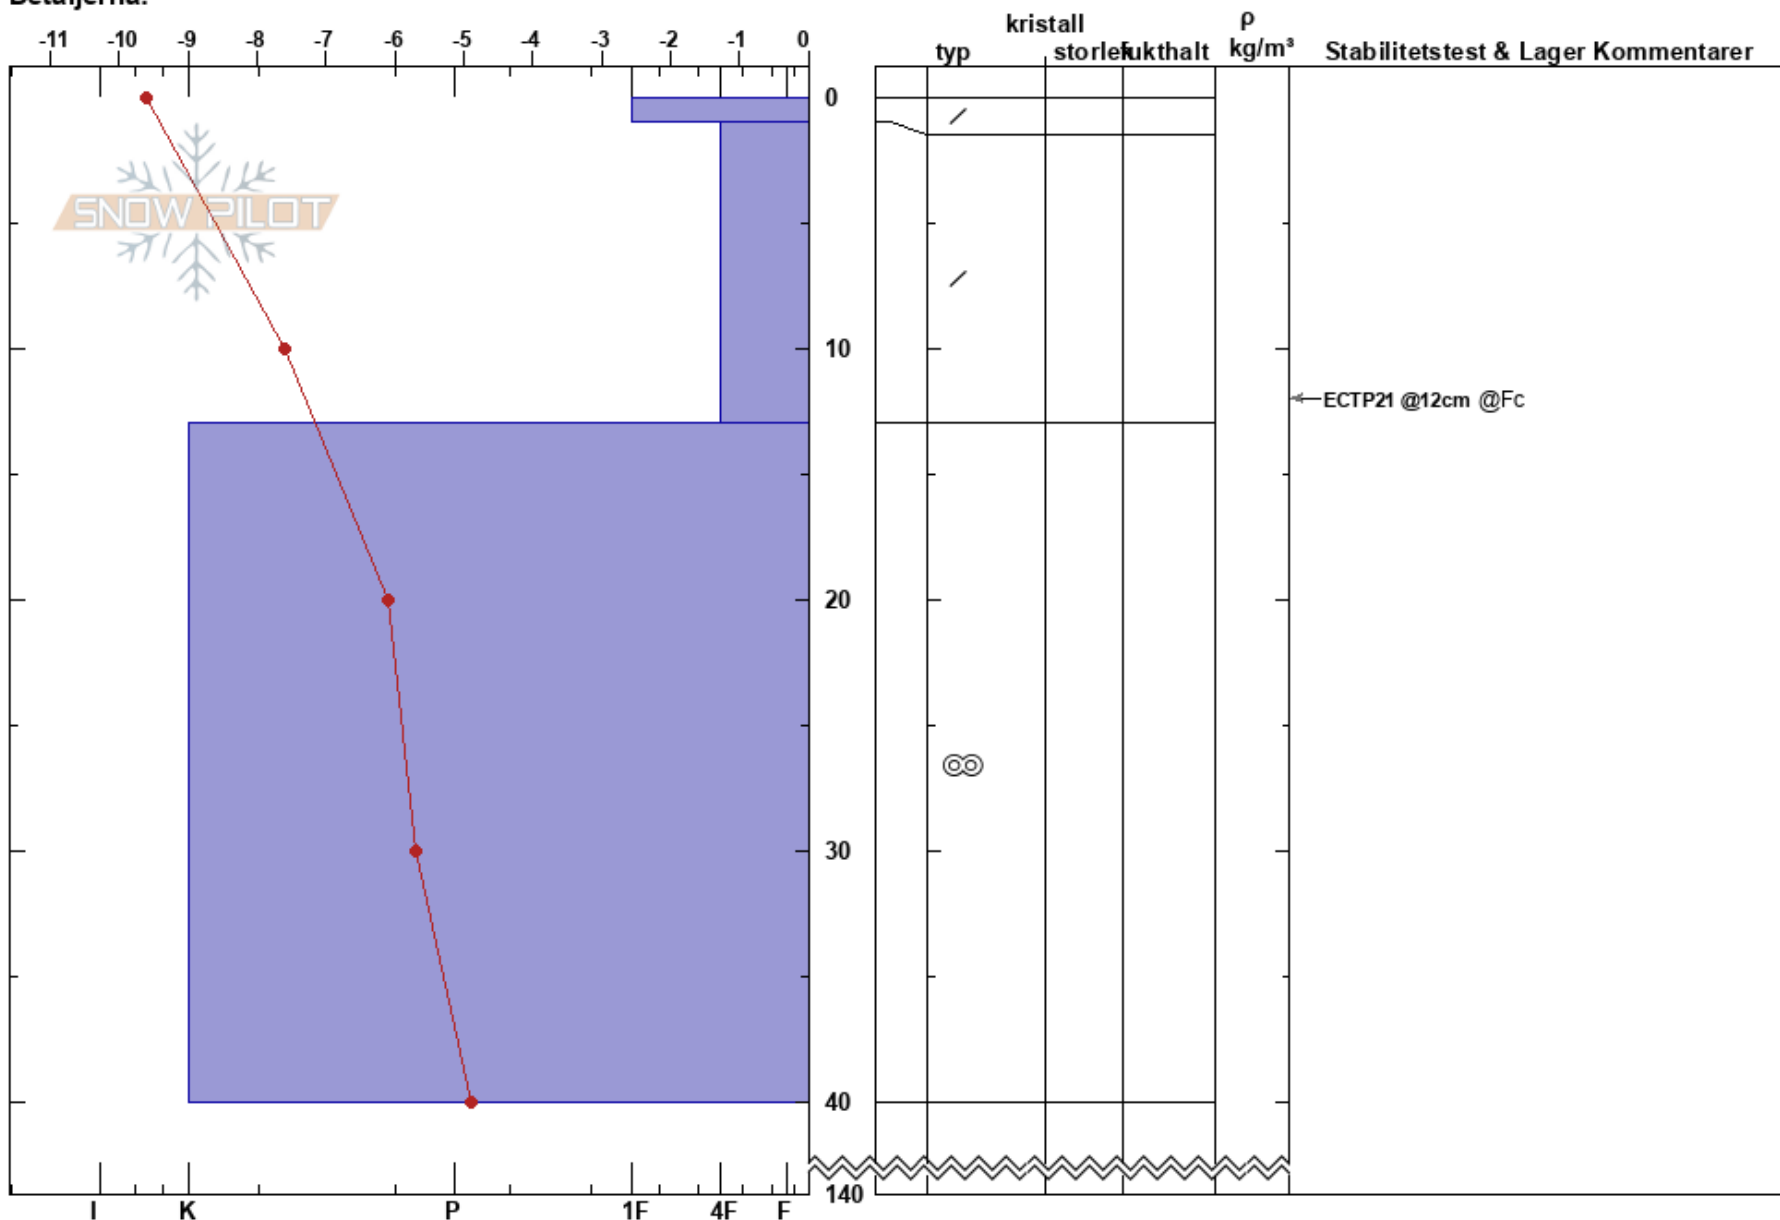 Detaljerna:
kristall
ρ
-11 -10 -9 -8 -7 -6 -5 -4 -3 -2 -1 0
typ storlek fukthalt kg/m³ Stabilitetstest & Lager Kommentarer
0
SNOW PILOT
10
ECTP21 @12cm @Fc
20
30
40
140
I K P 1F 4F F